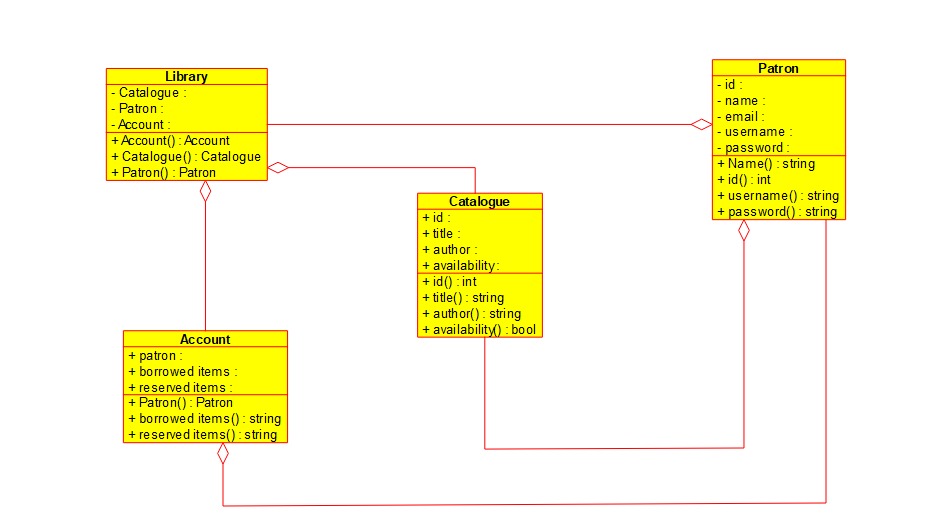 Library
- Catalogue :
- Patron :
- Account :
+ Account() : Account
+ Catalogue() : Catalogue
+ Patron() : Patron
Patron
- id :
- name :
- email :
- username :
- password :
+ Name() : string
+ id() : int
+ username() : string
+ password() : string
Catalogue
+ id :
+ title :
+ author :
+ availability :
+ id() : int
+ title() : string
+ author() : string
+ availability() : bool
Account
+ patron :
+ borrowed items :
+ reserved items :
+ Patron() : Patron
+ borrowed items() : string
+ reserved items() : string